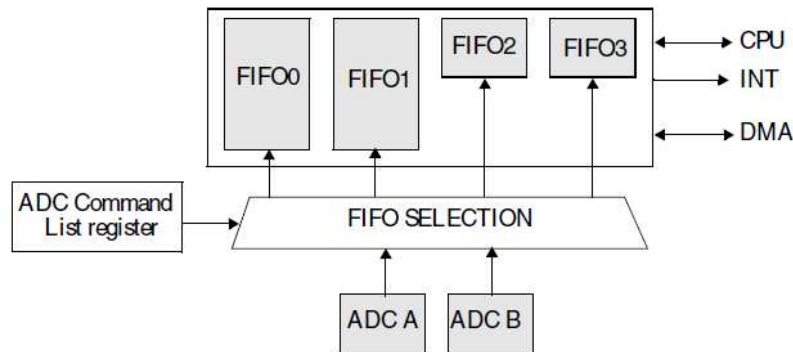 FIFO0
FIFO1
FIFO2
FIFO3
CPU
INT
DMA
ADC Command
List register
FIFO SELECTION
ADC A
ADC B